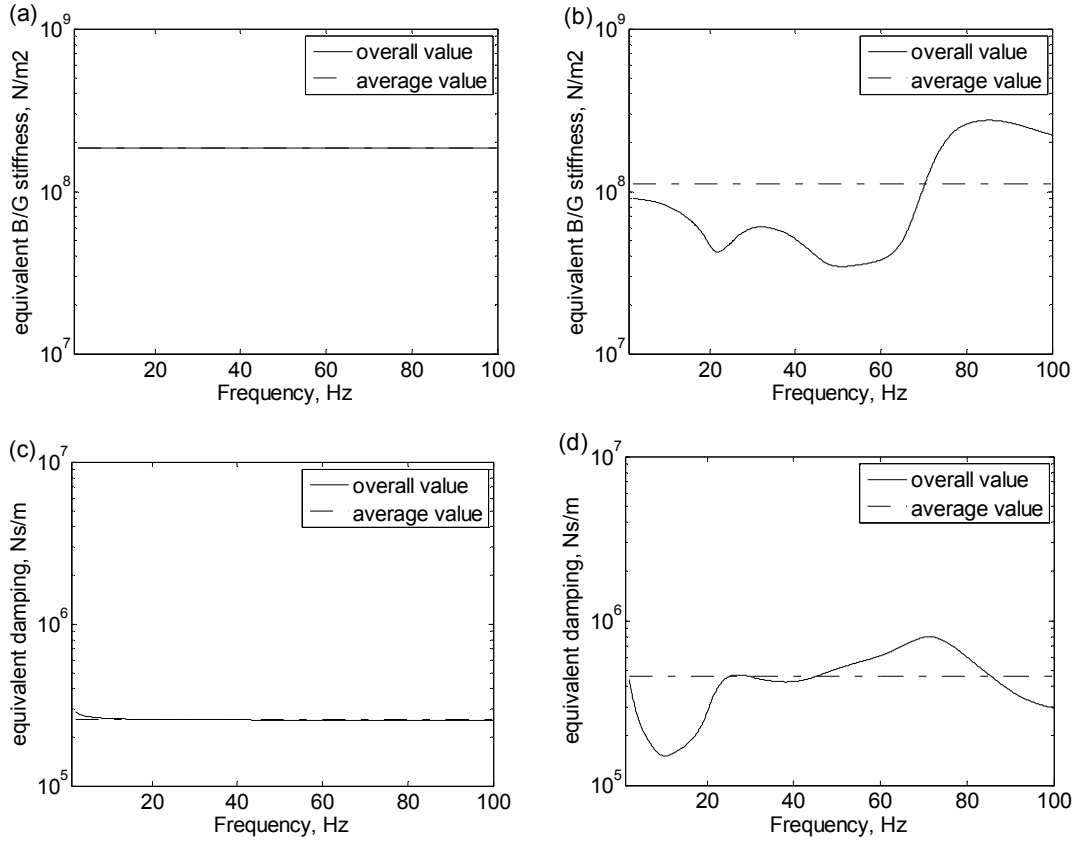 (a)
10^9
10^8
10^7
equivalent B/G stiffness, N/m2
overall value
average value
20 40 60 80 100
Frequency, Hz
(b)
10^9
10^8
10^7
equivalent B/G stiffness, N/m2
overall value
average value
20 40 60 80 100
Frequency, Hz
(c)
10^7
10^6
10^5
equivalent damping, Ns/m
overall value
average value
20 40 60 80 100
Frequency, Hz
(d)
10^7
10^6
10^5
equivalent damping, Ns/m
overall value
average value
20 40 60 80 100
Frequency, Hz